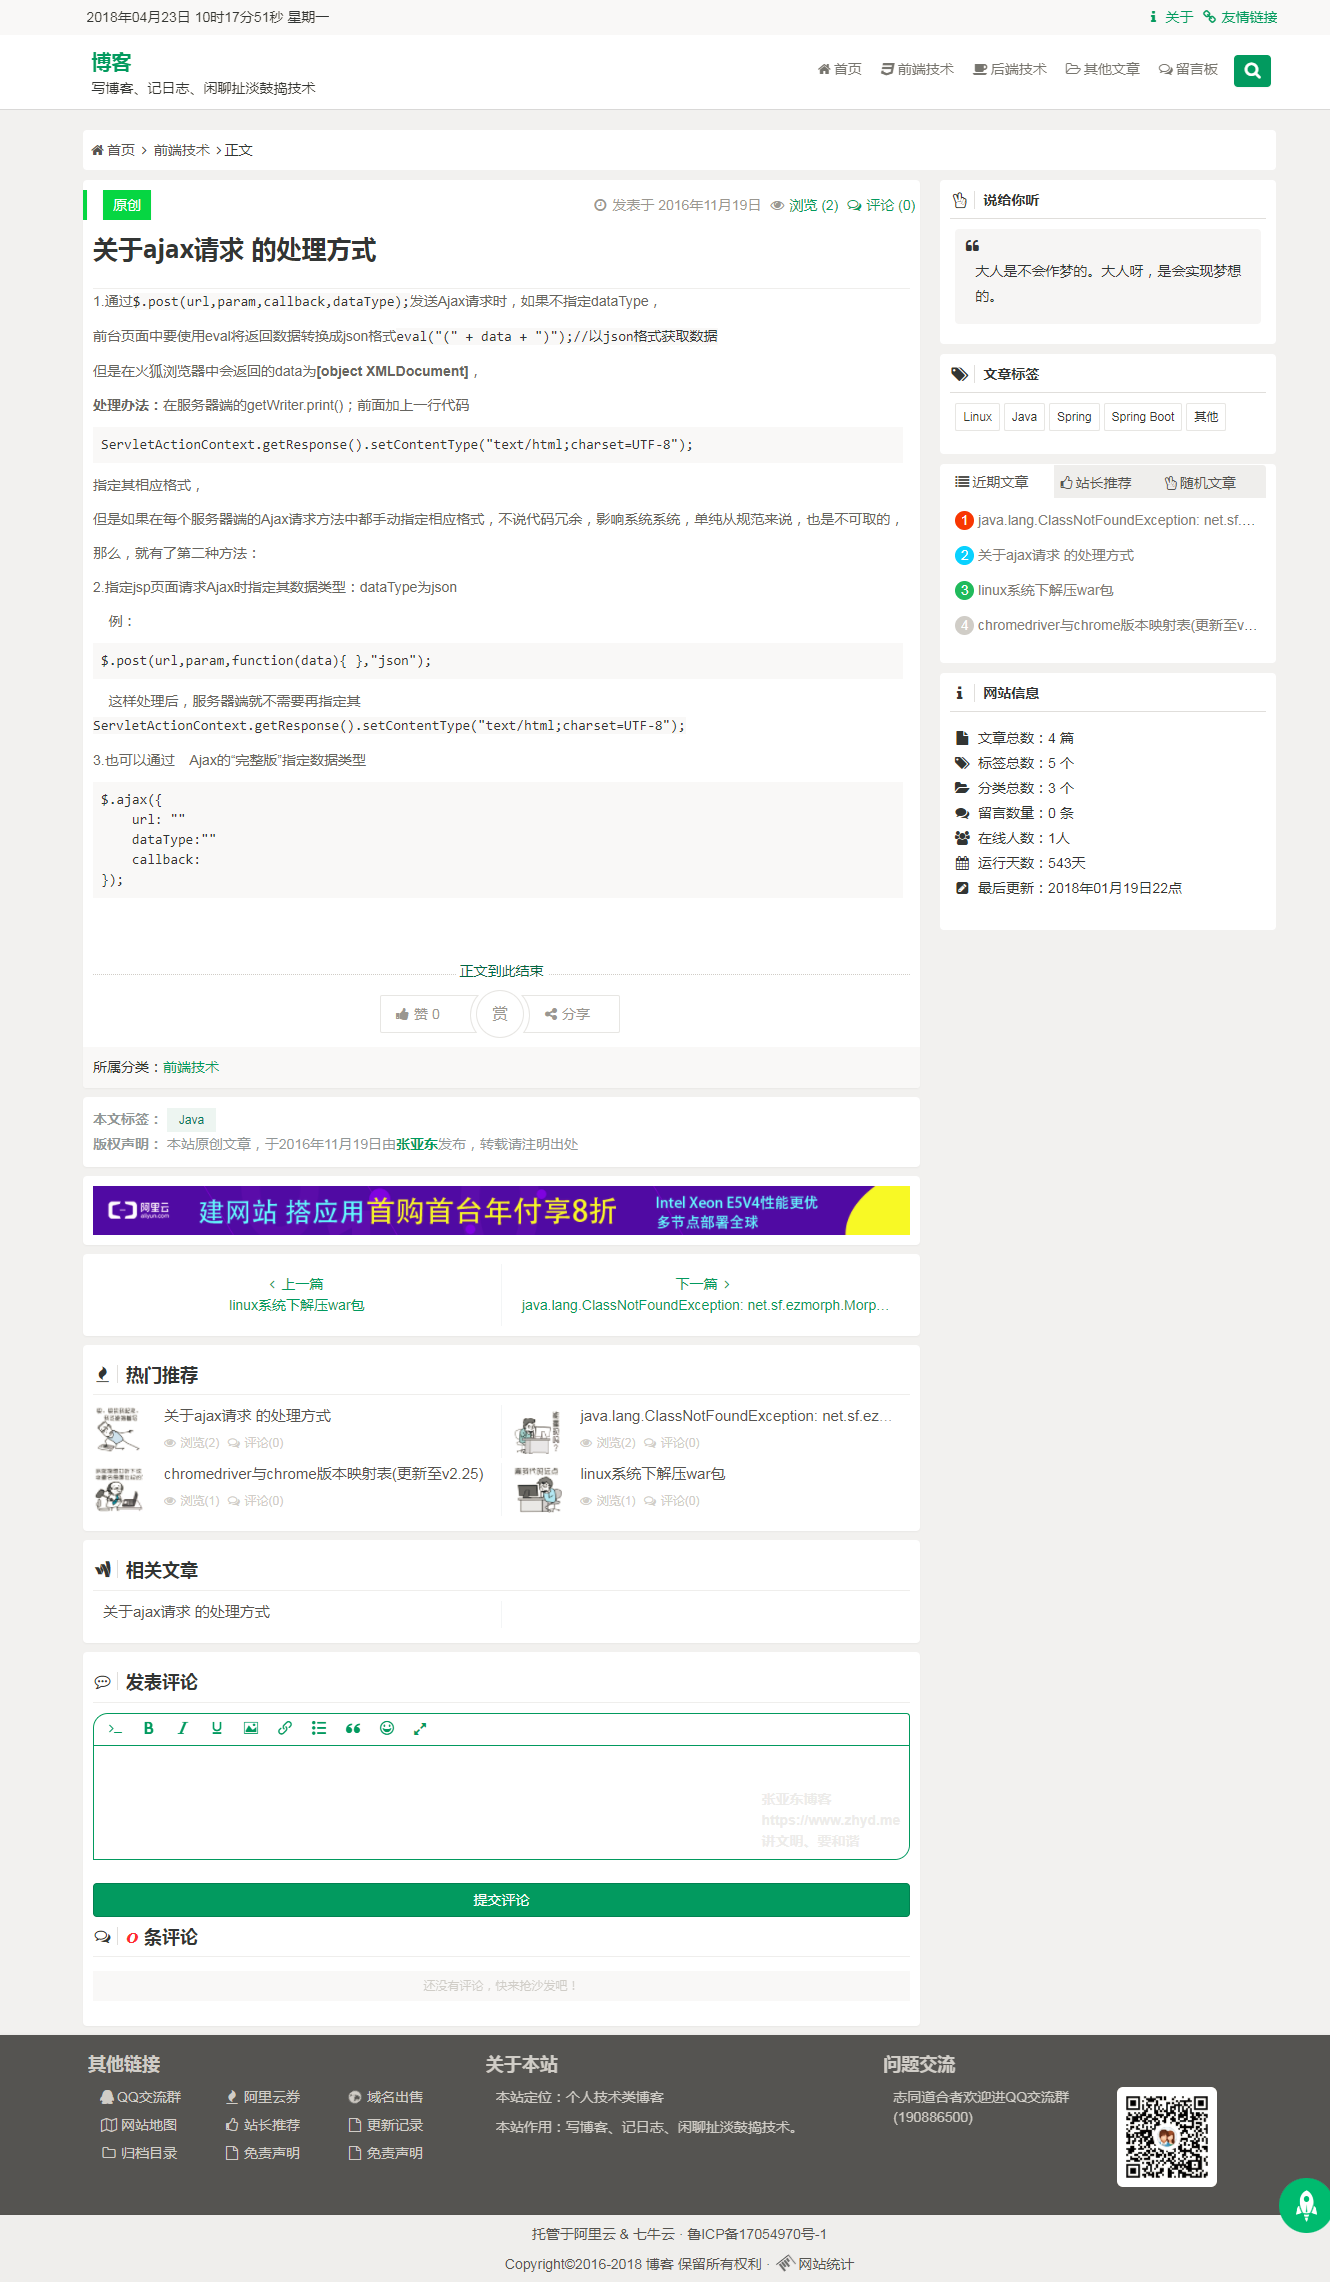 2018年04月23日 10时17分51秒 星期一
关于 友情链接
博客
写博客、记日志、闲聊扯淡鼓捣技术
首页 前端技术 后端技术 其他文章 留言板
首页 > 前端技术 > 正文
原创
发表于 2016年11月19日 浏览 (2) 评论 (0)
关于ajax请求 的处理方式
1.通过$.post(url,param,callback,dataType);发送Ajax请求时，如果不指定dataType，
前台页面中要使用eval将返回数据转换成json格式eval("(" + data + ")");//以json格式获取数据
但是在火狐浏览器中会返回的data为[object XMLDocument]，
处理办法：在服务器端的getWriter.print()；前面加上一行代码
ServletActionContext.getResponse().setContentType("text/html;charset=UTF-8");
指定其相应格式，
但是如果在每个服务器端的Ajax请求方法中都手动指定相应格式，不说代码冗余，影响系统系统，单纯从规范来说，也是不可取的，
那么，就有了第二种方法：
2.指定jsp页面请求Ajax时指定其数据类型：dataType为json
例：
$.post(url,param,function(data){ },"json");
这样处理后，服务器端就不需要再指定其
ServletActionContext.getResponse().setContentType("text/html;charset=UTF-8");
3.也可以通过 Ajax的“完整版”指定数据类型
$.ajax({
url: ""
dataType:""
callback:
});
正文到此结束
赞 0 赏 分享
所属分类：前端技术
本文标签： Java
版权声明： 本站原创文章，于2016年11月19日由张亚东发布，转载请注明出处
阿里云
aliyun.com
建网站 搭应用首购首台年付享8折
Intel Xeon E5V4性能更优
多节点部署全球
上一篇
linux系统下解压war包
下一篇
java.lang.ClassNotFoundException: net.sf.ezmorph.Morp...
热门推荐
关于ajax请求 的处理方式
浏览(2) 评论(0)
java.lang.ClassNotFoundException: net.sf.ez...
浏览(2) 评论(0)
chromedriver与chrome版本映射表(更新至v2.25)
浏览(1) 评论(0)
linux系统下解压war包
浏览(1) 评论(0)
相关文章
关于ajax请求 的处理方式
发表评论
张亚东博客
https://www.zhyd.me
讲文明、要和谐
提交评论
0 条评论
还没有评论，快来抢沙发吧！
说给你听
大人是不会作梦的。大人呀，是会实现梦想
的。
文章标签
Linux Java Spring Spring Boot 其他
近期文章 站长推荐 随机文章
1 java.lang.ClassNotFoundException: net.sf....
2 关于ajax请求 的处理方式
3 linux系统下解压war包
4 chromedriver与chrome版本映射表(更新至v...
网站信息
文章总数：4 篇
标签总数：5 个
分类总数：3 个
留言数量：0 条
在线人数：1人
运行天数：543天
最后更新：2018年01月19日22点
其他链接
QQ交流群 阿里云券 域名出售
网站地图 站长推荐 更新记录
归档目录 免责声明 免责声明
关于本站
本站定位：个人技术类博客
本站作用：写博客、记日志、闲聊扯淡鼓捣技术。
问题交流
志同道合者欢迎进QQ交流群
(190886500)
托管于阿里云 & 七牛云 · 鲁ICP备17054970号-1
Copyright©2016-2018 博客 保留所有权利 · 网站统计